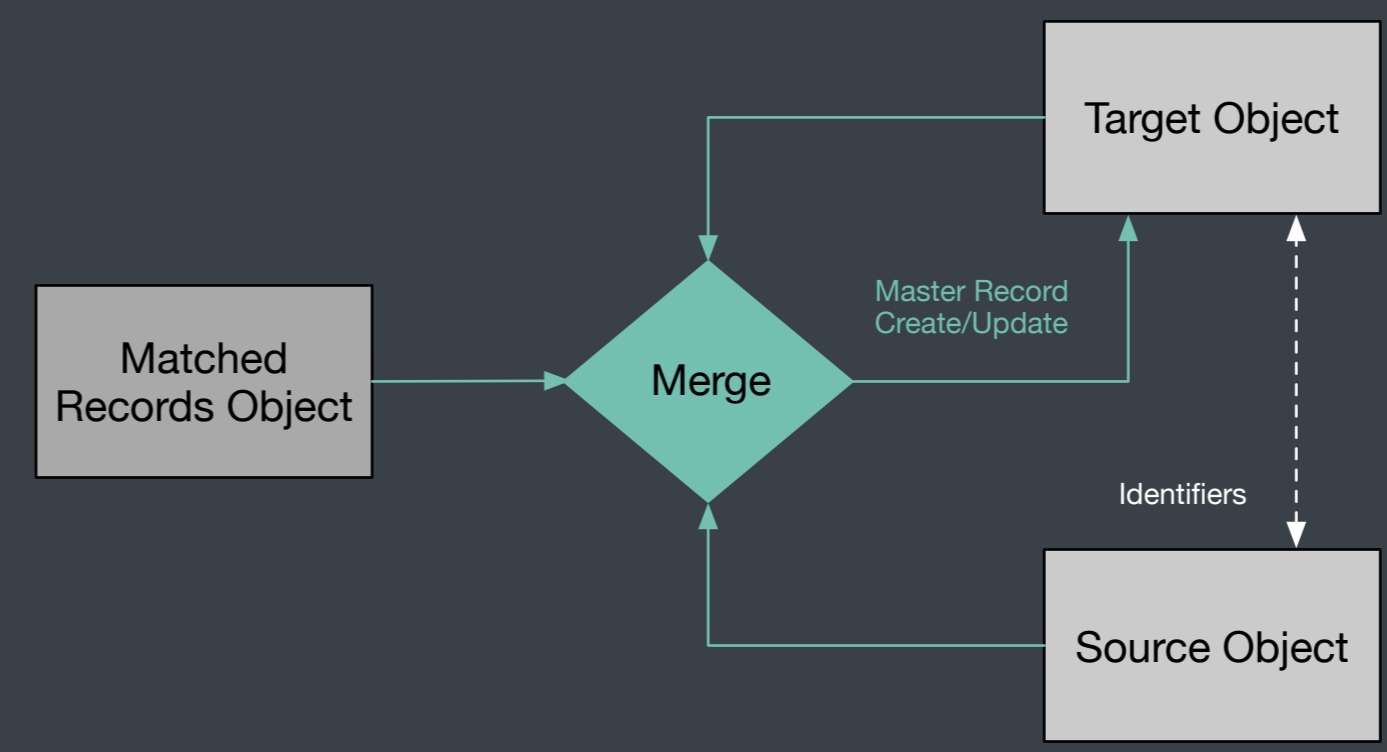 Target Object
Master Record
Create/Update
Matched
Records Object
Merge
Identifiers
Source Object